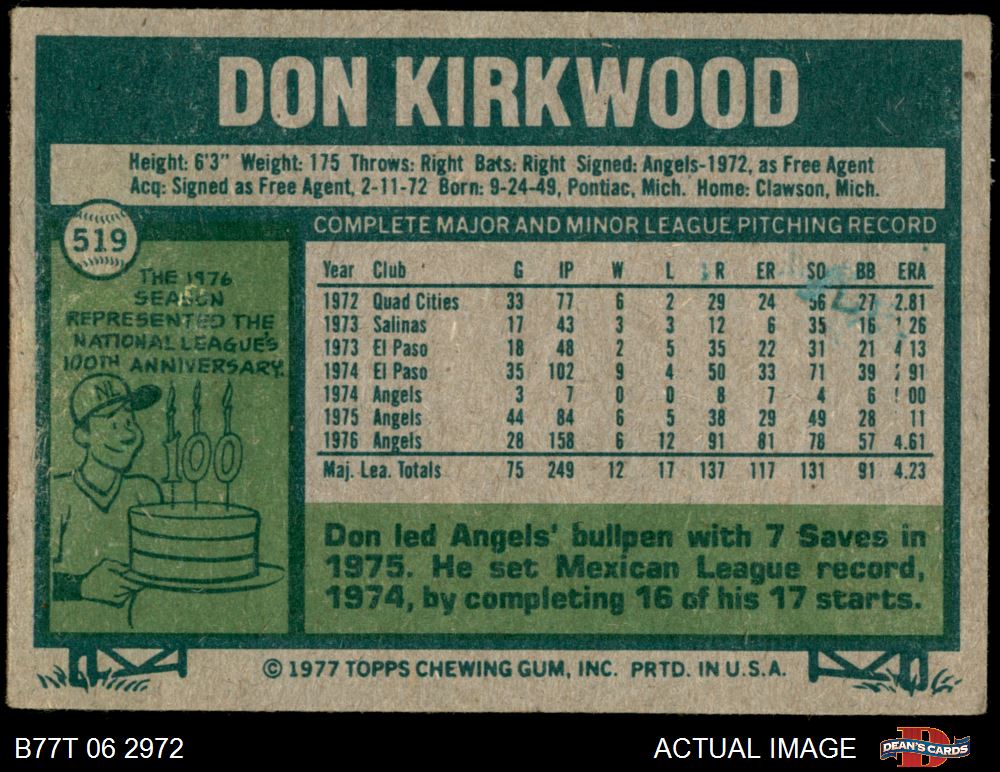 DON KIRKWOOD
Height: 6'3" Weight: 175 Throws: Right Bats: Right Signed: Angels-1972, as Free Agent
Acq: Signed as Free Agent, 2-11-72 Born: 9-24-49, Pontiac, Mich. Home: Clawson, Mich.
519
THE 1976
SEASON
REPRESENTED THE
NATIONAL LEAGUE'S
100TH ANNIVERSARY.
NL
100
COMPLETE MAJOR AND MINOR LEAGUE PITCHING RECORD
Year Club G IP W L R ER SO BB ERA
1972 Quad Cities 33 77 6 2 29 24 56 27 2.81
1973 Salinas 17 43 3 3 12 6 35 16 26
1973 El Paso 18 48 2 5 35 22 31 21 4 13
1974 El Paso 35 102 9 4 50 33 71 39 91
1974 Angels 3 7 0 0 8 7 4 6 00
1975 Angels 44 84 6 5 38 29 49 28 11
1976 Angels 28 158 6 12 91 81 78 57 4.61
Maj. Lea. Totals 75 249 12 17 137 117 131 91 4.23
Don led Angels' bullpen with 7 Saves in
1975. He set Mexican League record,
1974, by completing 16 of his 17 starts.
© 1977 TOPPS CHEWING GUM, INC. PRTD. IN U.S.A.
B77T 06 2972
ACTUAL IMAGE
D
DEAN'S CARDS